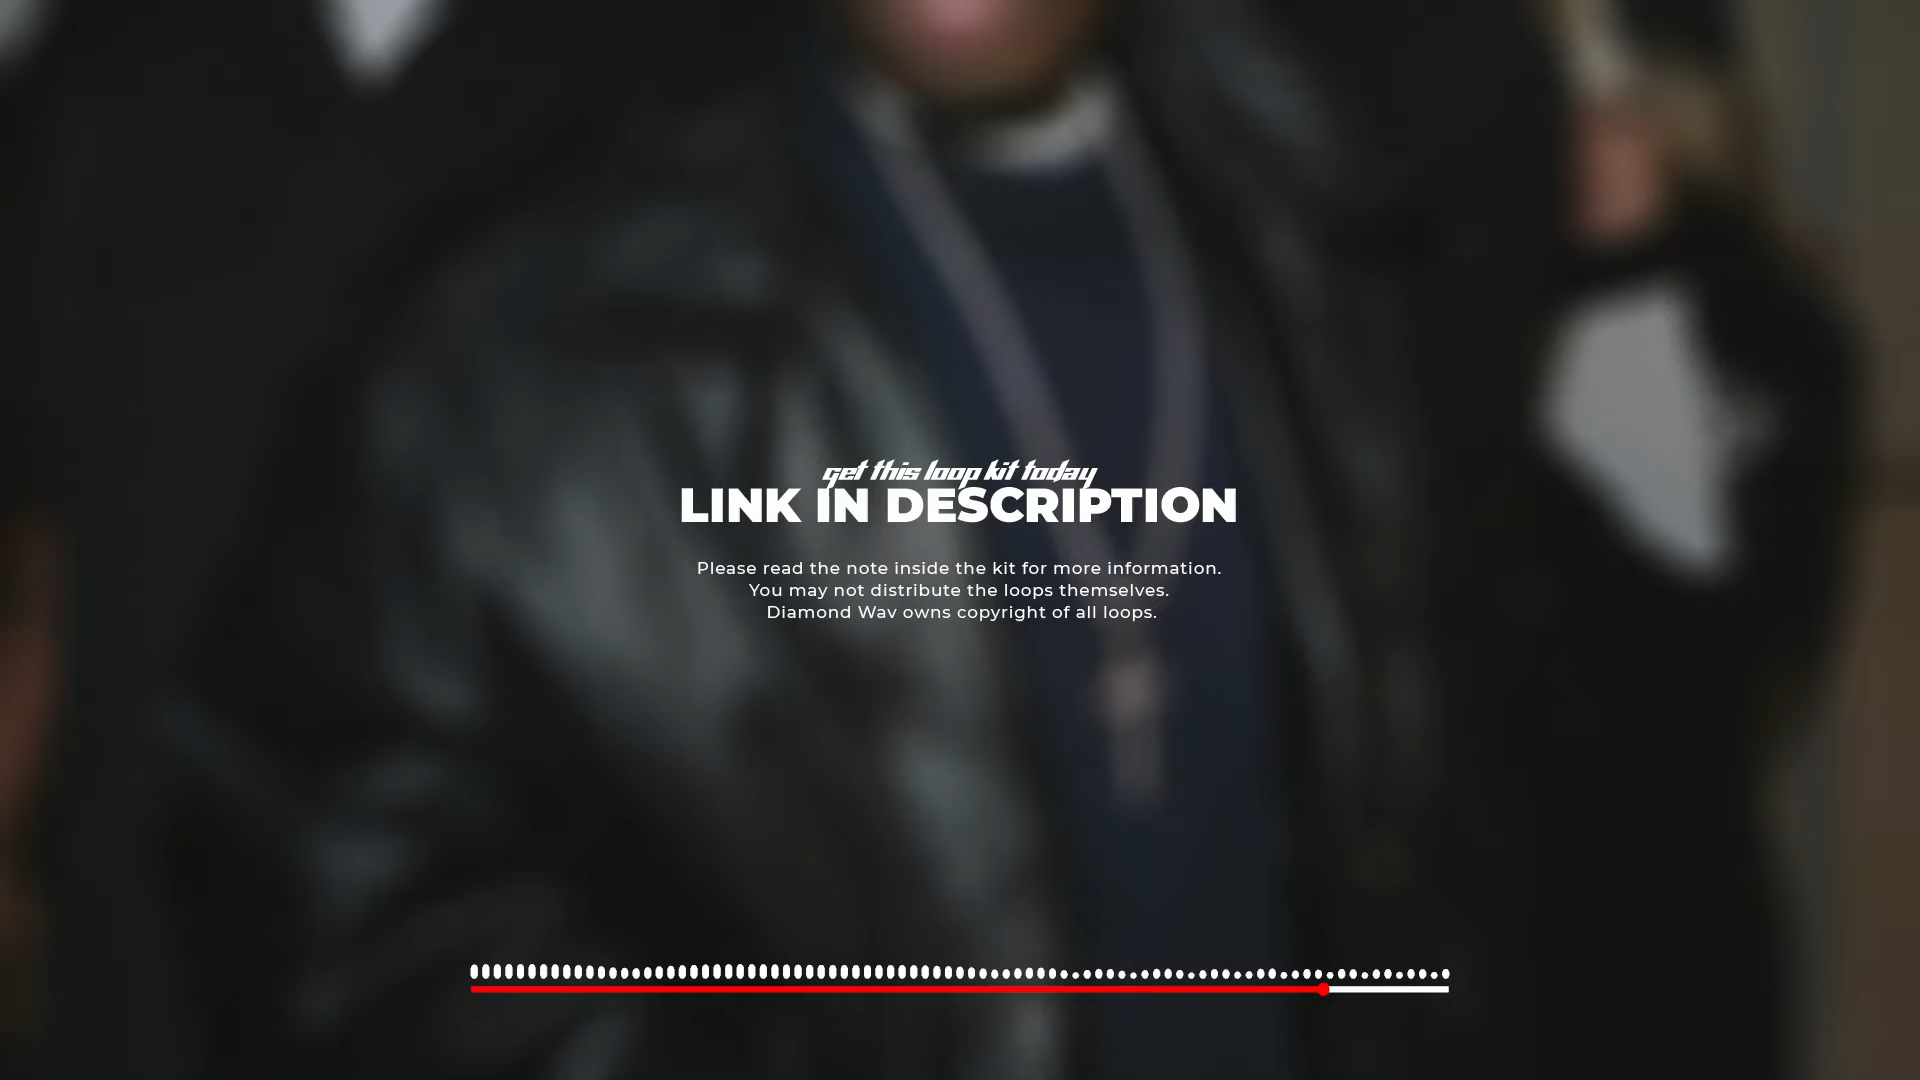 get this loop kit today
LINK IN DESCRIPTION
Please read the note inside the kit for more information.
You may not distribute the loops themselves.
Diamond Wav owns copyright of all loops.